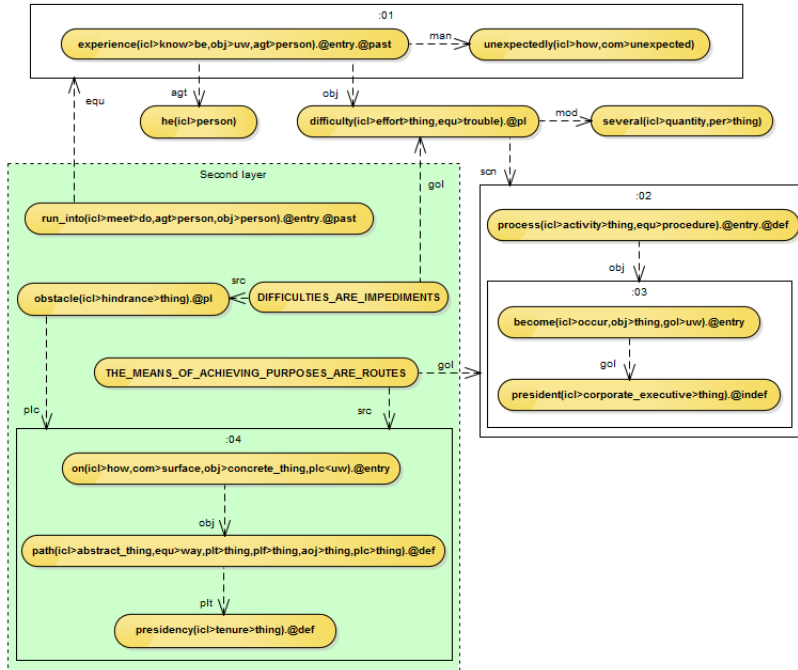 :01
experience(icl>know>be,obj>uw,agt>person).@entry.@past
man
unexpectedly(icl>how,com>unexpected)
equ
agt
obj
he(icl>person)
difficulty(icl>effort>thing,equ>trouble).@pl
mod
several(icl>quantity,per>thing)
Second layer
gol
scn
:02
run_into(icl>meet>do,agt>person,obj>person).@entry.@past
process(icl>activity>thing,equ>procedure).@entry.@def
obj
src
obstacle(icl>hindrance>thing).@pl
DIFFICULTIES_ARE_IMPEDIMENTS
:03
become(icl>occur,obj>thing,gol>uw).@entry
gol
THE_MEANS_OF_ACHIEVING_PURPOSES_ARE_ROUTES
gol
president(icl>corporate_executive>thing).@indef
plc
src
:04
on(icl>how,com>surface,obj>concrete_thing,plc<uw).@entry
obj
path(icl>abstract_thing,equ>way,plt>thing,plf>thing,aoj>thing,plc>thing).@def
plt
presidency(icl>tenure>thing).@def